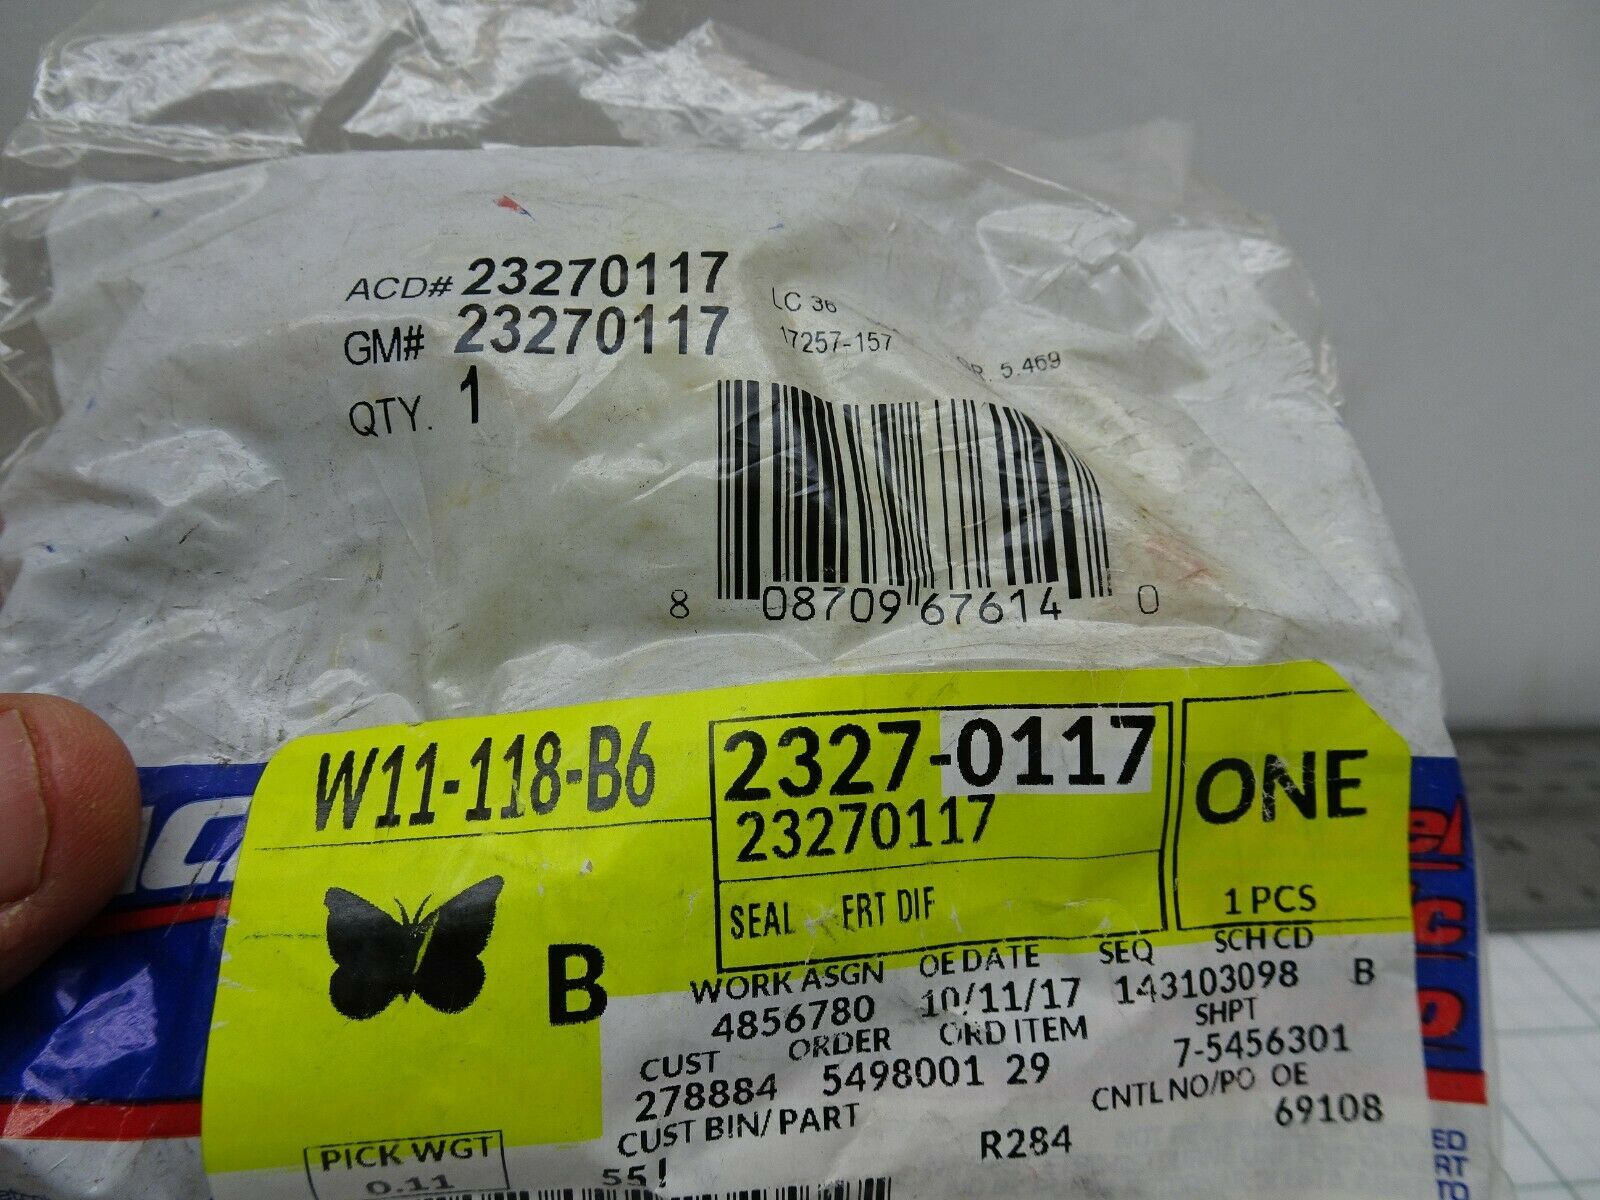 ACD# 23270117
GM# 23270117
QTY. 1
LC 36
17257-157
5.469
8 08709 67614 0
W11-118-B6
2327-0117
23270117
ONE
SEAL FRT DIF
1 PCS
B
WORK ASGN OE DATE SEQ SCH CD
4856780 10/11/17 143103098 B
CUST ORDER ORD ITEM SHPT
278884 5498001 29 7-5456301
CUST BIN/PART CNTL NO/PO OE
R284 69108
PICK WGT
0.11
55!